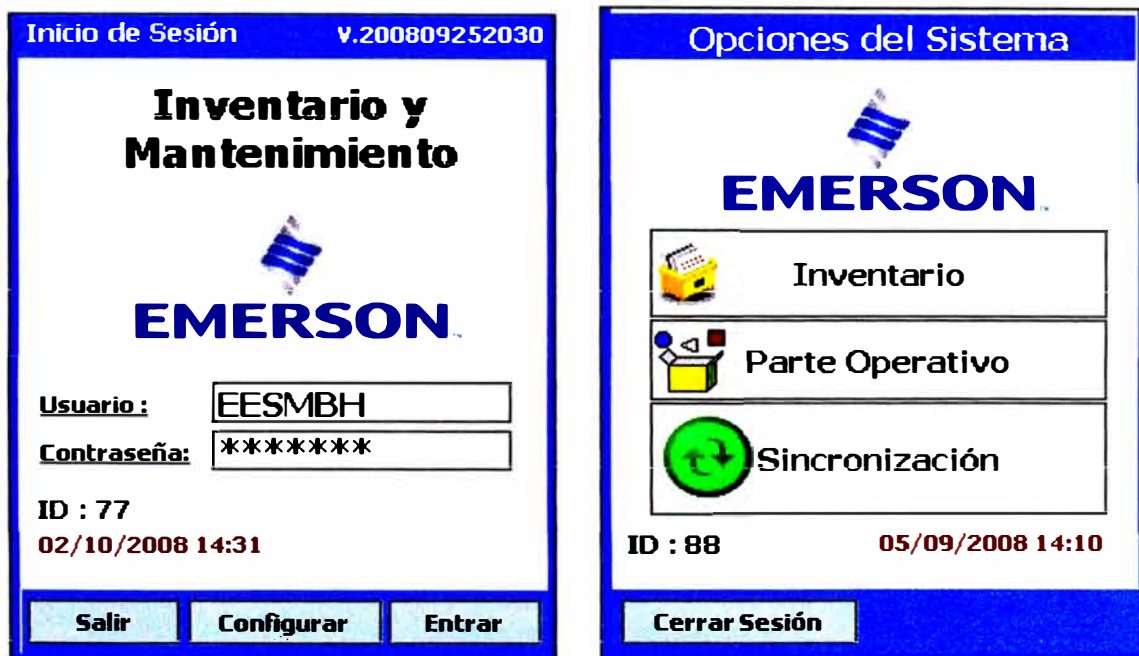 Inicio de Sesión V.200809252030
Inventario y
Mantenimiento
EMERSON
Usuario : EESMBH
Contraseña: *******
ID : 77
02/10/2008 14:31
Salir Configurar Entrar
Opciones del Sistema
EMERSON
Inventario
Parte Operativo
Sincronización
ID : 88 05/09/2008 14:10
Cerrar Sesión